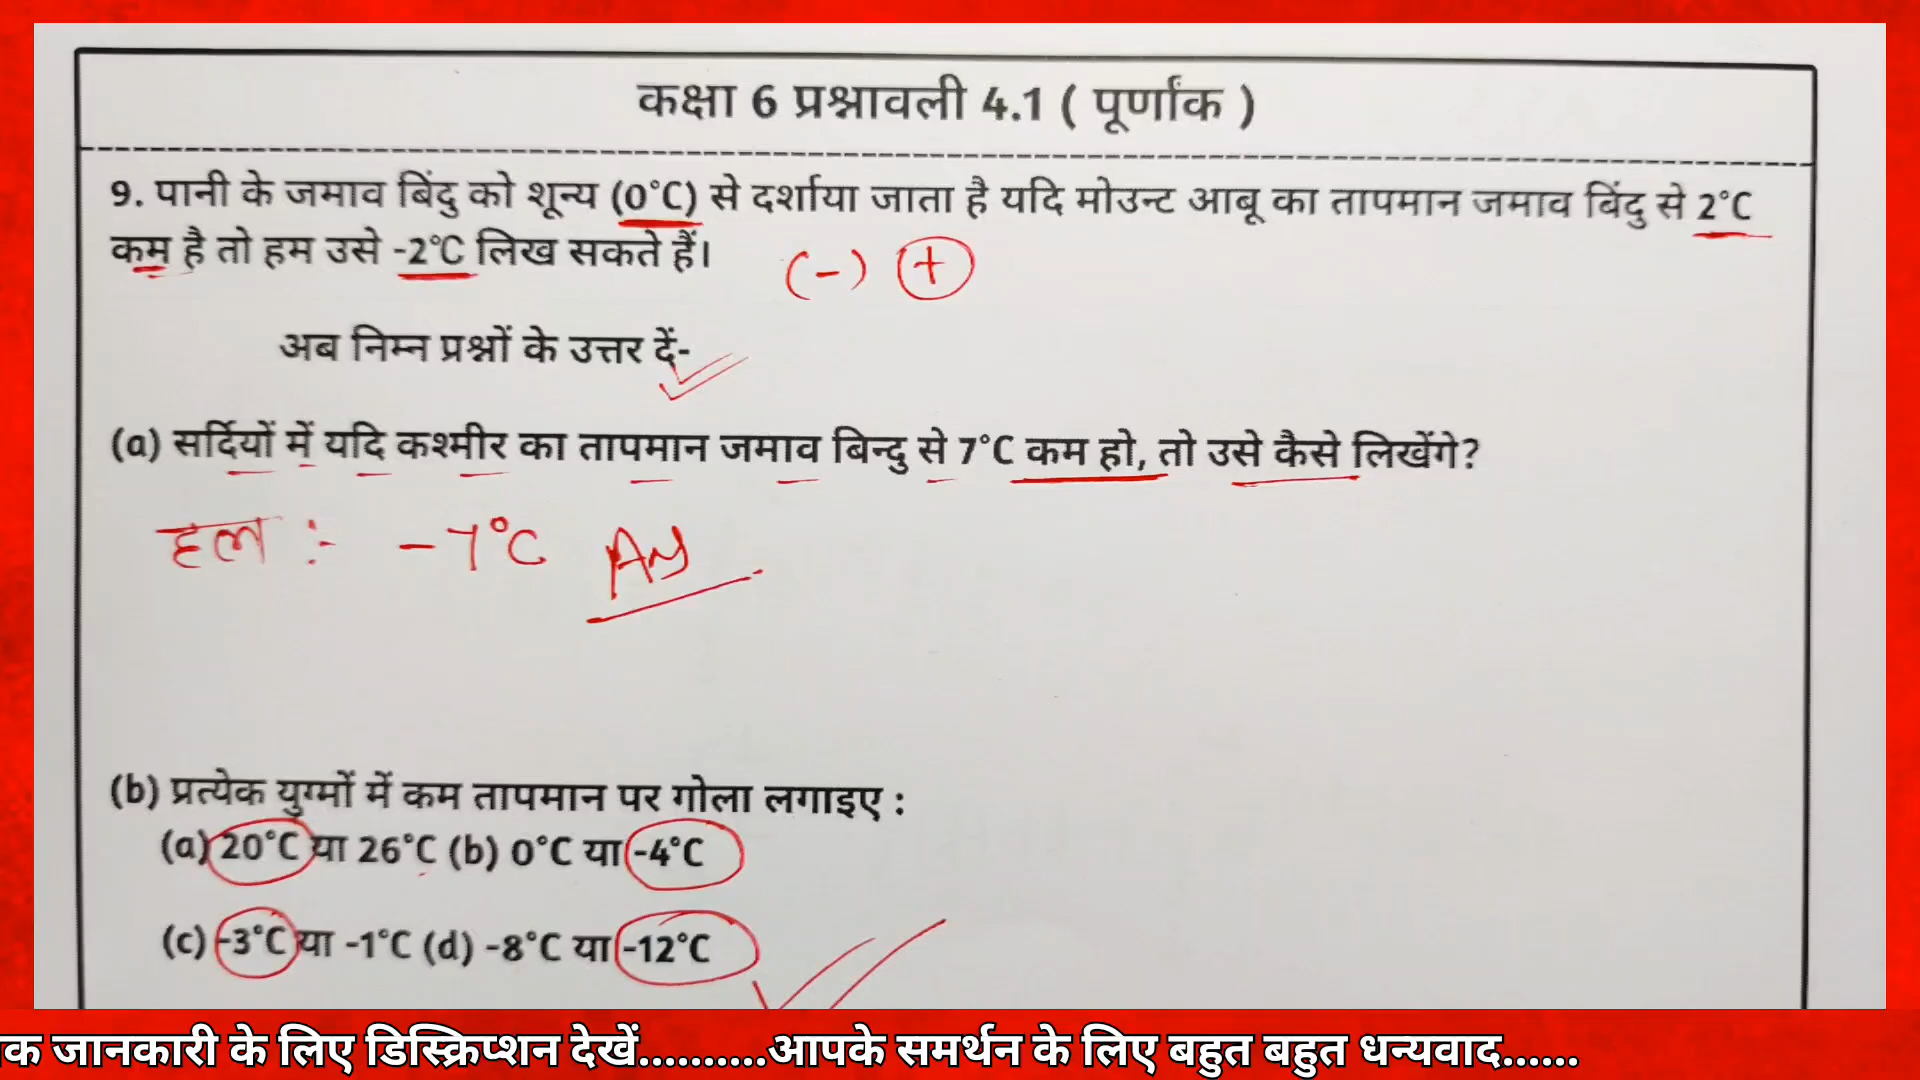 कक्षा 6 प्रश्नावली 4.1 ( पूर्णांक )
9. पानी के जमाव बिंदु को शून्य (0°C) से दर्शाया जाता है यदि मोउन्ट आबू का तापमान जमाव बिंदु से 2°C
कम है तो हम उसे -2°C लिख सकते हैं।
(-) +
अब निम्न प्रश्नों के उत्तर दें-
(a) सर्दियों में यदि कश्मीर का तापमान जमाव बिन्दु से 7°C कम हो, तो उसे कैसे लिखेंगे?
हल :- -7°C Ans
(b) प्रत्येक युग्मों में कम तापमान पर गोला लगाइए :
(a) 20°C या 26°C (b) 0°C या -4°C
(c) -3°C या -1°C (d) -8°C या -12°C
क जानकारी के लिए डिस्क्रिप्शन देखें..........आपके समर्थन के लिए बहुत बहुत धन्यवाद......